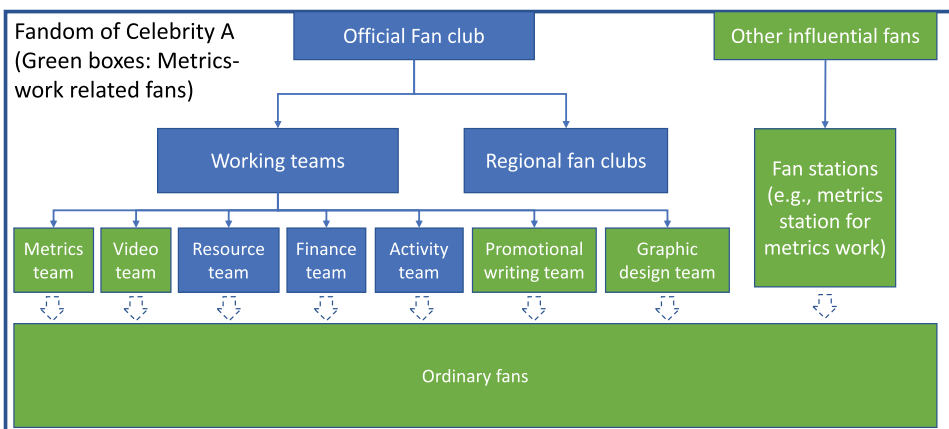 Fandom of Celebrity A
(Green boxes: Metrics-
work related fans)
Official Fan club
Other influential fans
Working teams
Regional fan clubs
Fan stations
(e.g., metrics
station for
metrics work)
Metrics
team
Video
team
Resource
team
Finance
team
Activity
team
Promotional
writing team
Graphic
design team
Ordinary fans